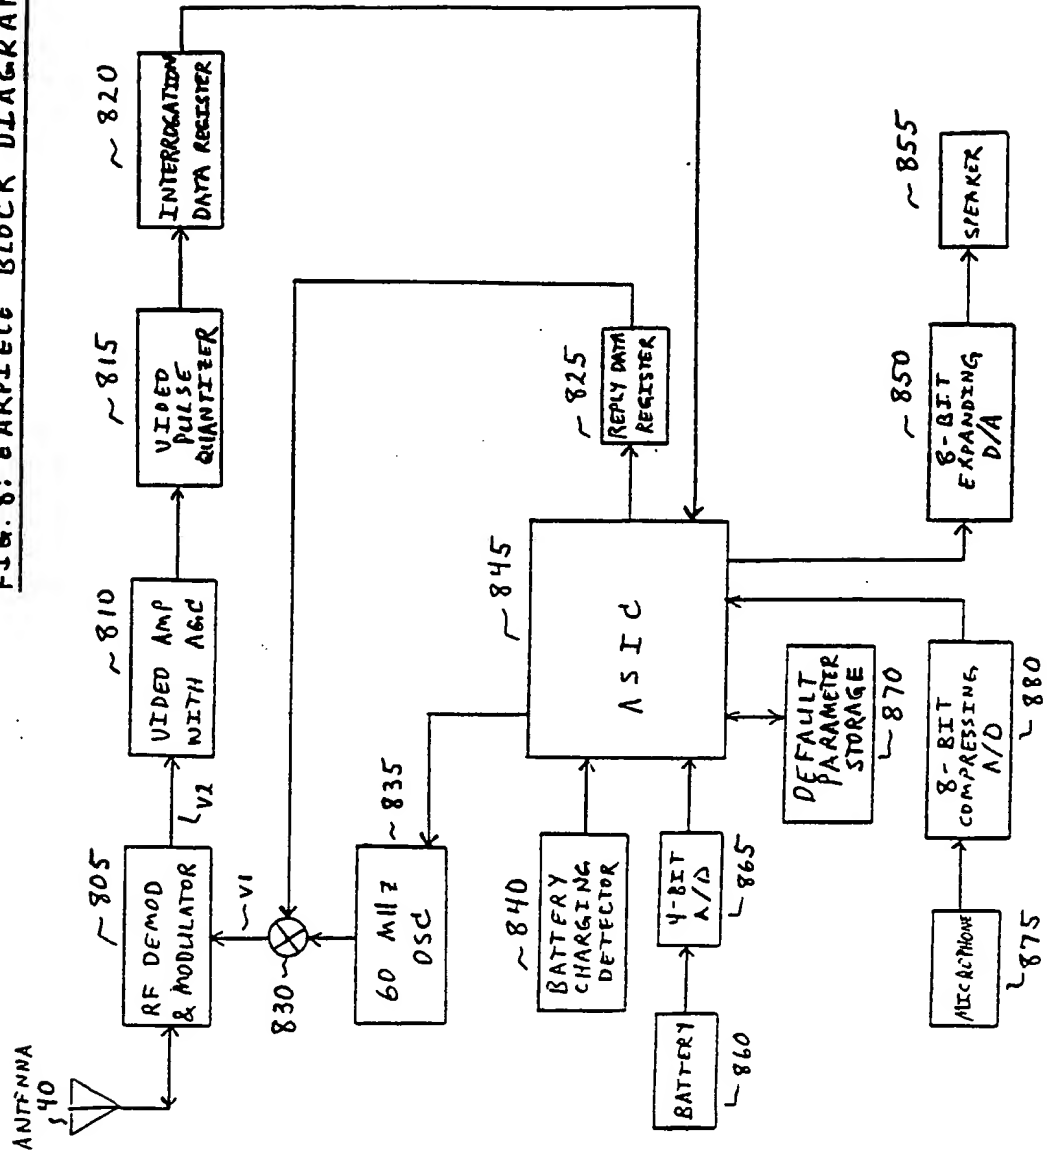 FIG. 8: EARPIECE BLOCK DIAGRAM
ANTENNA
40
RF DEMOD
& MODULATOR
805
V2
VIDEO AMP
WITH AGC
810
VIDEO
PULSE
QUANTIZER
815
INTERROGATION
DATA REGISTER
820
V1
830
60 MHz
OSC
835
REPLY DATA
REGISTER
825
ASIC
845
BATTERY
CHARGING
DETECTOR
840
BATTERY
860
4-BIT
A/D
865
DEFAULT
PARAMETER
STORAGE
870
MICROPHONE
875
8-BIT
COMPRESSING
A/D
880
8-BIT
EXPANDING
D/A
850
SPEAKER
855